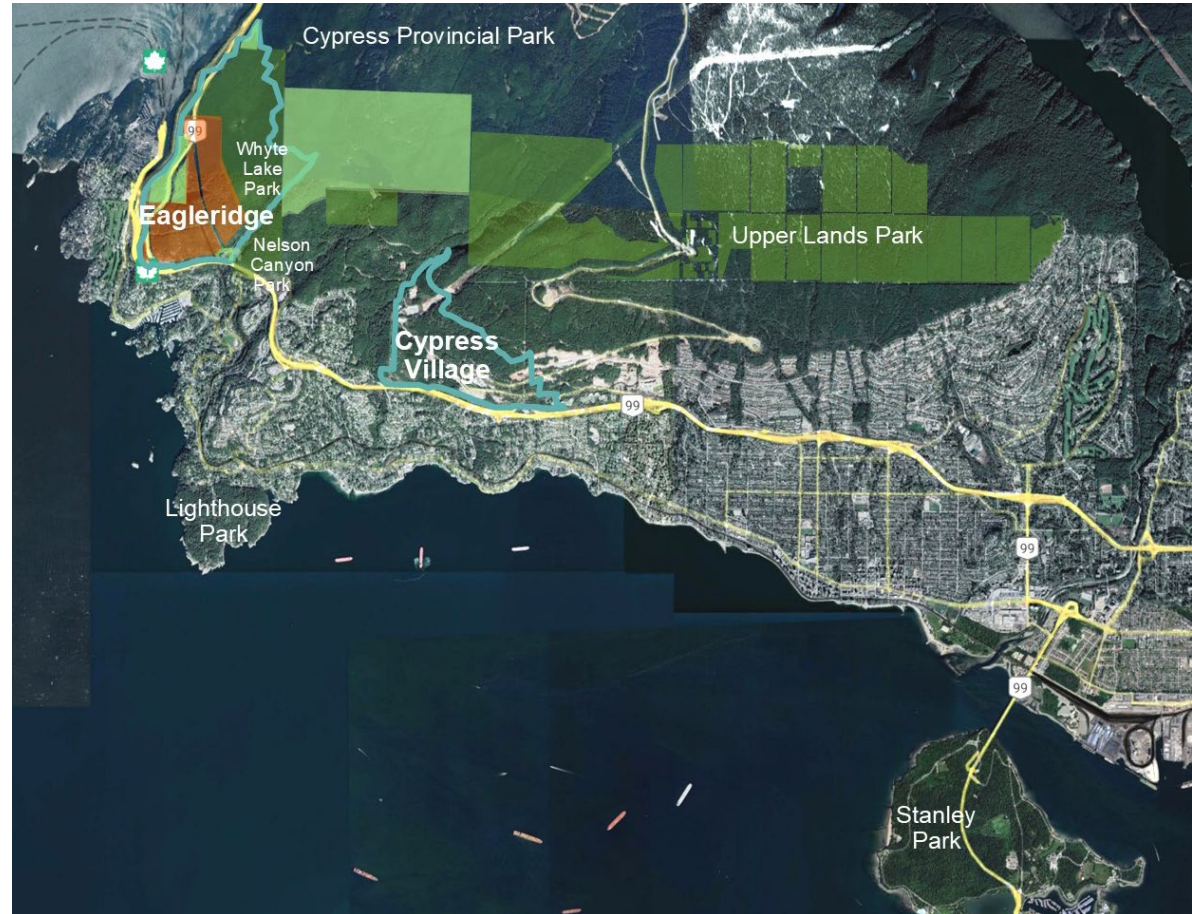 Cypress Provincial Park
99
Whyte
Lake
Park
Eagleridge
Nelson
Canyon
Park
Upper Lands Park
Cypress
Village
99
Lighthouse
Park
99
99
Stanley
Park